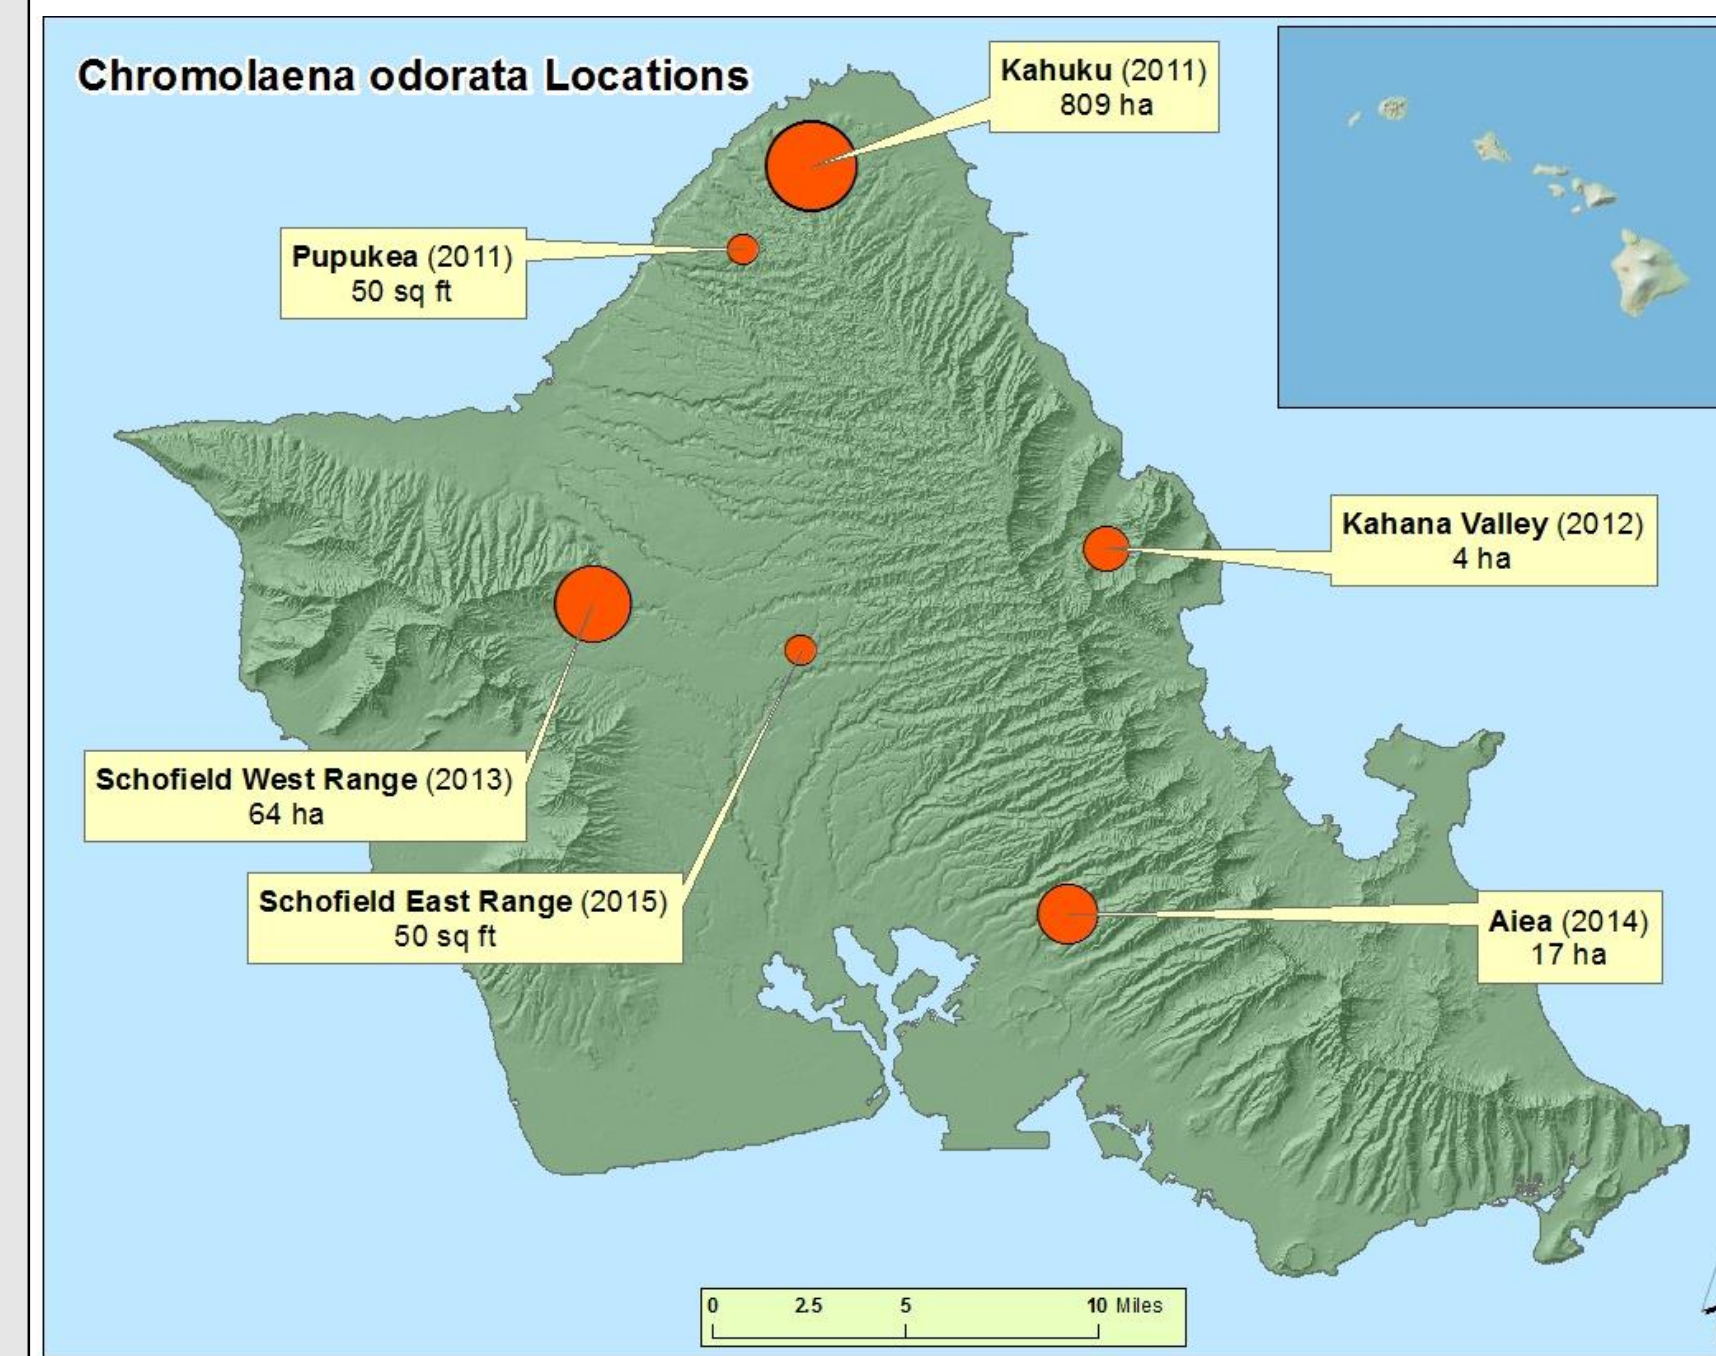 Chromolaena odorata Locations
Kahuku (2011)
809 ha
Pupukea (2011)
50 sq ft
Kahana Valley (2012)
4 ha
Schofield West Range (2013)
64 ha
Schofield East Range (2015)
50 sq ft
Aiea (2014)
17 ha
0 2.5 5 10 Miles